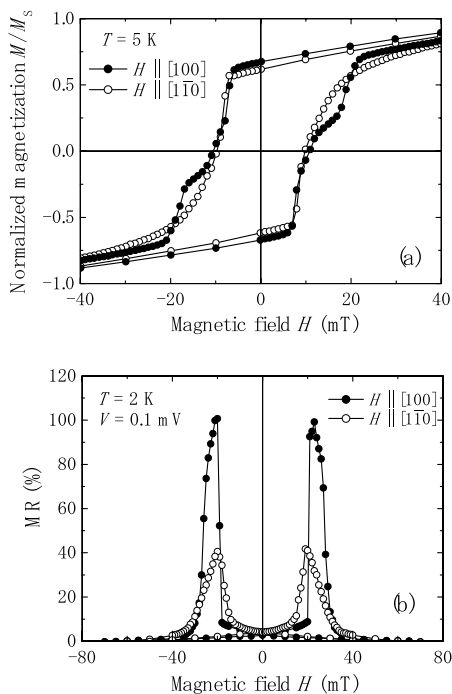 1.0
T = 5 K
H || [100]
H || [11̅0]
0.5
0.0
-0.5
-1.0
(a)
-40 -20 0 20 40
Magnetic field H (mT)
Normalized magnetization M/M_S
120
T = 2 K
V = 0.1 mV
H || [100]
H || [11̅0]
100
80
60
40
20
0
(b)
-80 -40 0 40 80
Magnetic field H (mT)
MR (%)